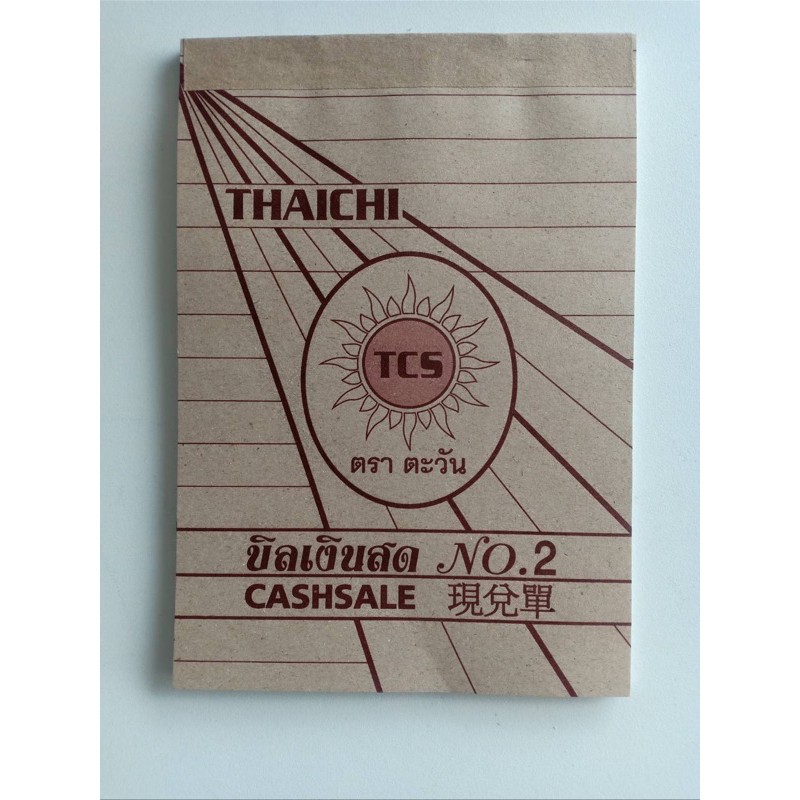 THAICHI
TCS
ตรา ตะวัน
บิลเงินสด NO.2
CASHSALE 現兌單